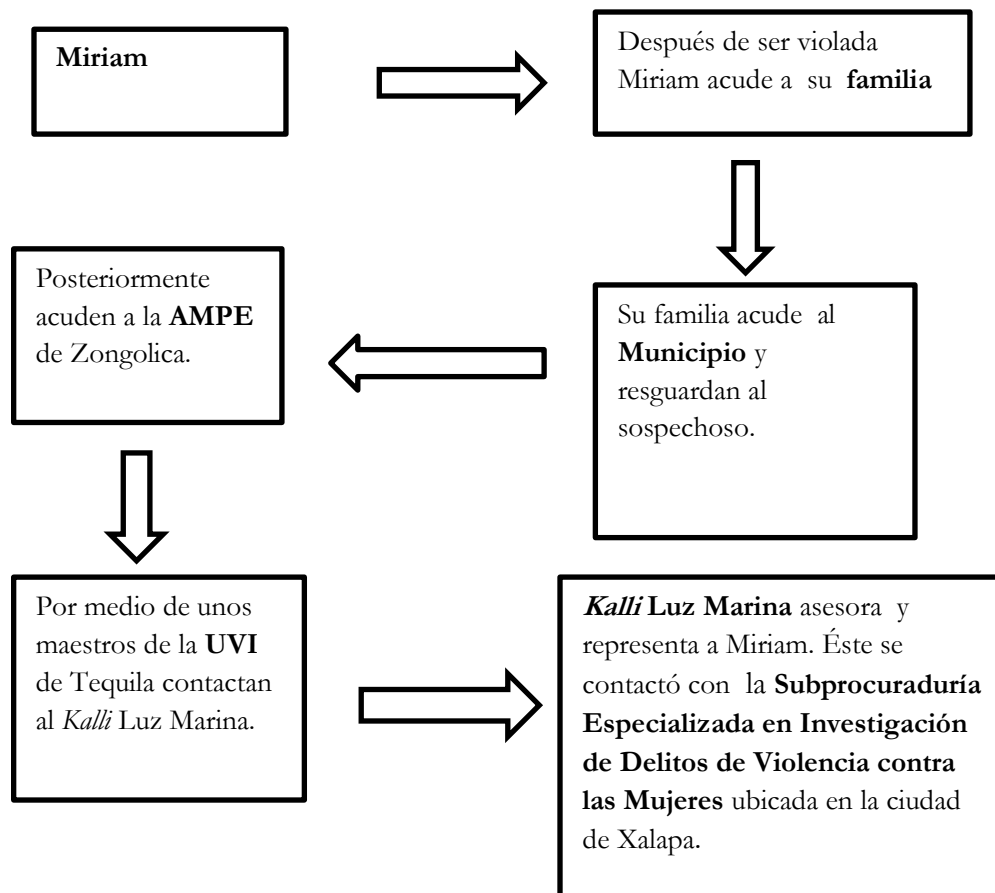 Miriam
Después de ser violada
Miriam acude a su familia
Su familia acude al
Municipio y
resguardan al
sospechoso.
Posteriormente
acuden a la AMPE
de Zongolica.
Por medio de unos
maestros de la UVI
de Tequila contactan
al Kalli Luz Marina.
Kalli Luz Marina asesora y
representa a Miriam. Éste se
contactó con la Subprocuraduría
Especializada en Investigación
de Delitos de Violencia contra
las Mujeres ubicada en la ciudad
de Xalapa.